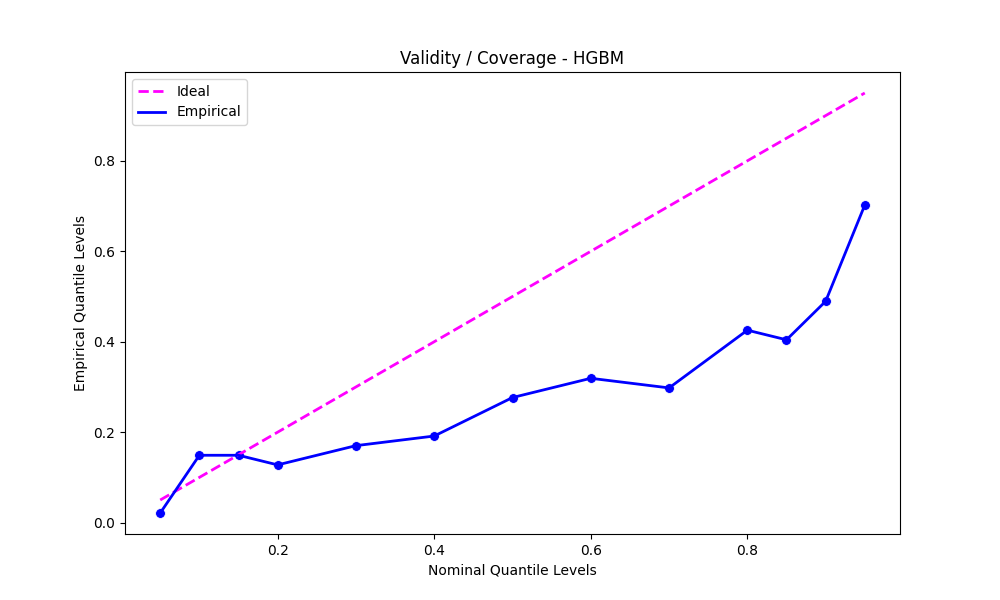 Validity / Coverage - HGBM
Ideal
Empirical
0.8
0.6
0.4
0.2
0.0
Empirical Quantile Levels
0.2
0.4
0.6
0.8
Nominal Quantile Levels